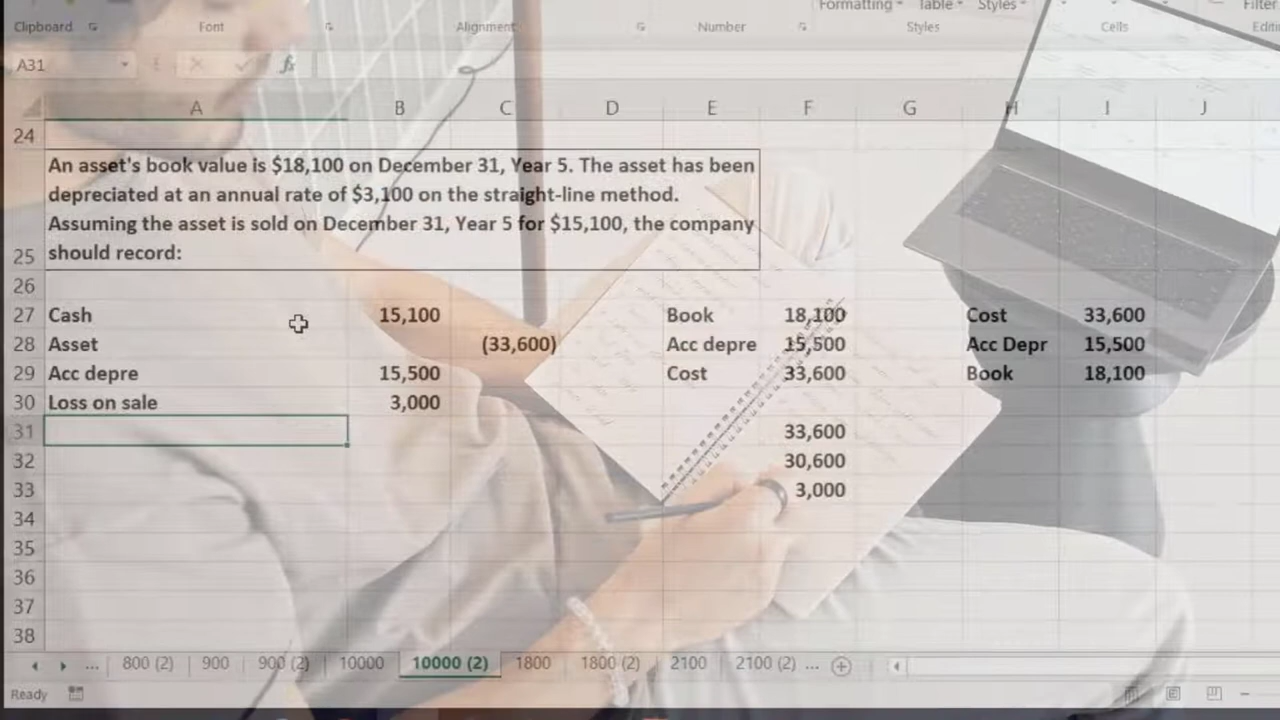 Formatting Table Styles Filter
Clipboard Font Alignment Number Styles Cells
A31 fx
A B C D E F G H I J
24
An asset's book value is $18,100 on December 31, Year 5. The asset has been
depreciated at an annual rate of $3,100 on the straight-line method.
Assuming the asset is sold on December 31, Year 5 for $15,100, the company
25 should record:
26
27 Cash 15,100 Book 18,100 Cost 33,600
28 Asset (33,600) Acc depre 15,500 Acc Depr 15,500
29 Acc depre 15,500 Cost 33,600 Book 18,100
30 Loss on sale 3,000
31 33,600
32 30,600
33 3,000
34
35
36
37
38
... 800 (2) 900 900 (2) 10000 10000 (2) 1800 1800 (2) 2100 2100 (2) ...
Ready